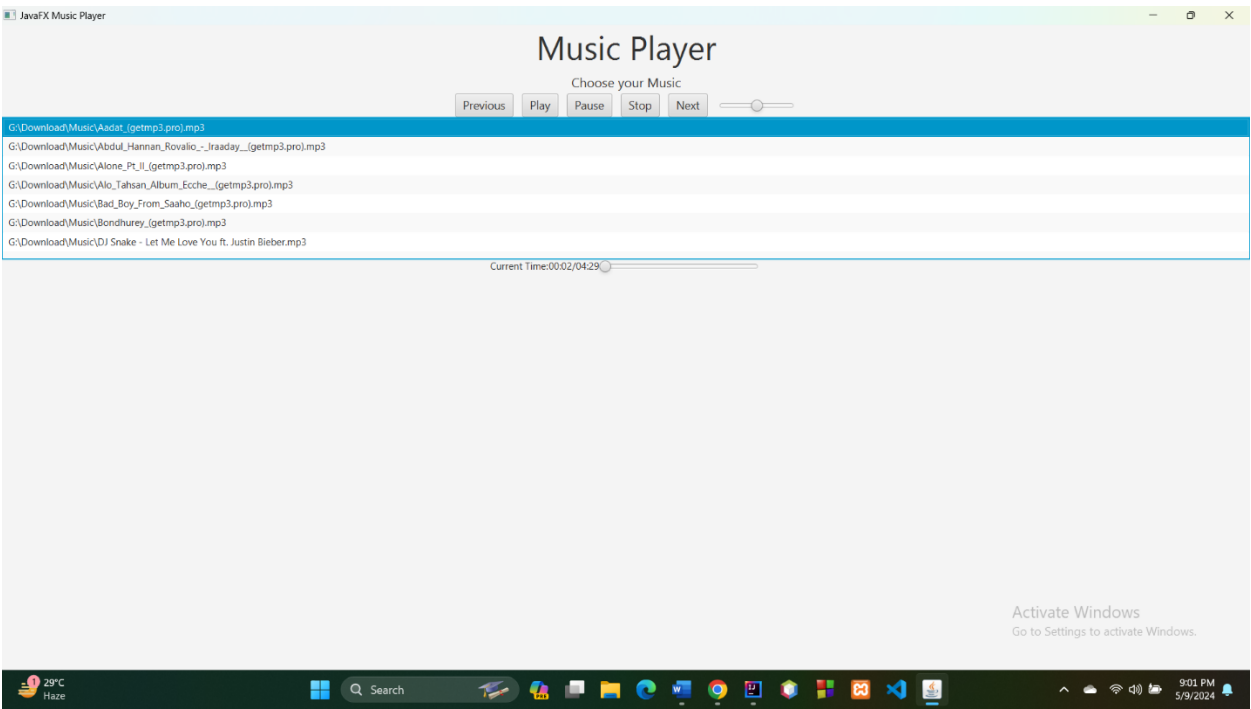 JavaFX Music Player
Music Player
Choose your Music
Previous Play Pause Stop Next
G:\Download\Music\Aadat_(getmp3.pro).mp3
G:\Download\Music\Abdul_Hannan_Rovalio_-_Iraaday__(getmp3.pro).mp3
G:\Download\Music\Alone_Pt_II_(getmp3.pro).mp3
G:\Download\Music\Alo_Tahsan_Album_Ecche__(getmp3.pro).mp3
G:\Download\Music\Bad_Boy_From_Saaho_(getmp3.pro).mp3
G:\Download\Music\Bondhurey_(getmp3.pro).mp3
G:\Download\Music\DJ Snake - Let Me Love You ft. Justin Bieber.mp3
Current Time:00:02/04:29
Activate Windows
Go to Settings to activate Windows.
1
29°C
Haze
Search
PRE
9:01 PM
5/9/2024